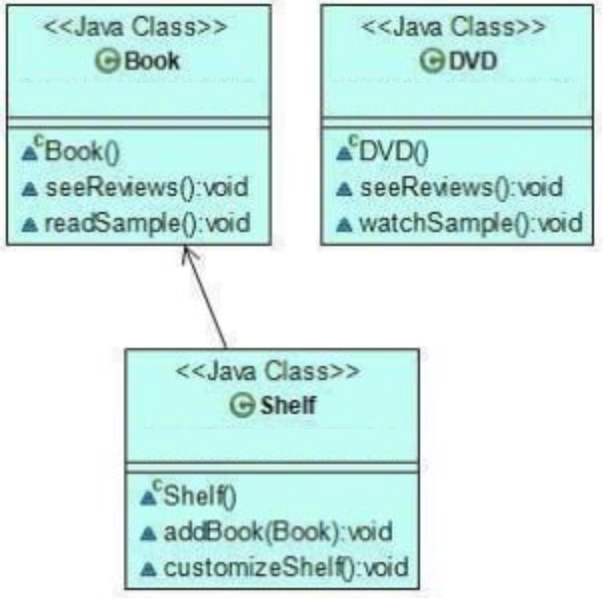 <<Java Class>>
Book
Book()
seeReviews():void
readSample():void
<<Java Class>>
DVD
DVD()
seeReviews():void
watchSample():void
<<Java Class>>
Shelf
Shelf()
addBook(Book):void
customizeShelf():void